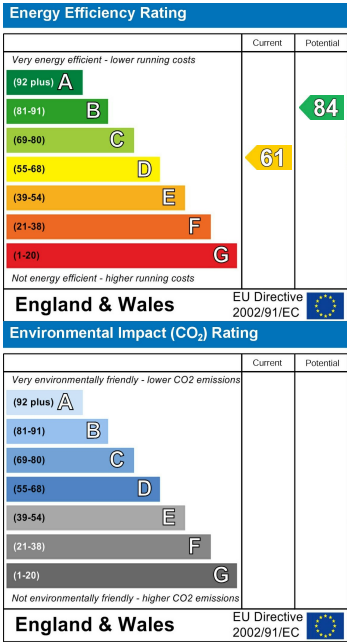 Energy Efficiency Rating
Current Potential
Very energy efficient - lower running costs
(92 plus) A
(81-91) B
84
(69-80) C
61
(55-68) D
(39-54) E
(21-38) F
(1-20) G
Not energy efficient - higher running costs
England & Wales
EU Directive
2002/91/EC
Environmental Impact (CO₂) Rating
Current Potential
Very environmentally friendly - lower CO2 emissions
(92 plus) A
(81-91) B
(69-80) C
(55-68) D
(39-54) E
(21-38) F
(1-20) G
Not environmentally friendly - higher CO2 emissions
England & Wales
EU Directive
2002/91/EC